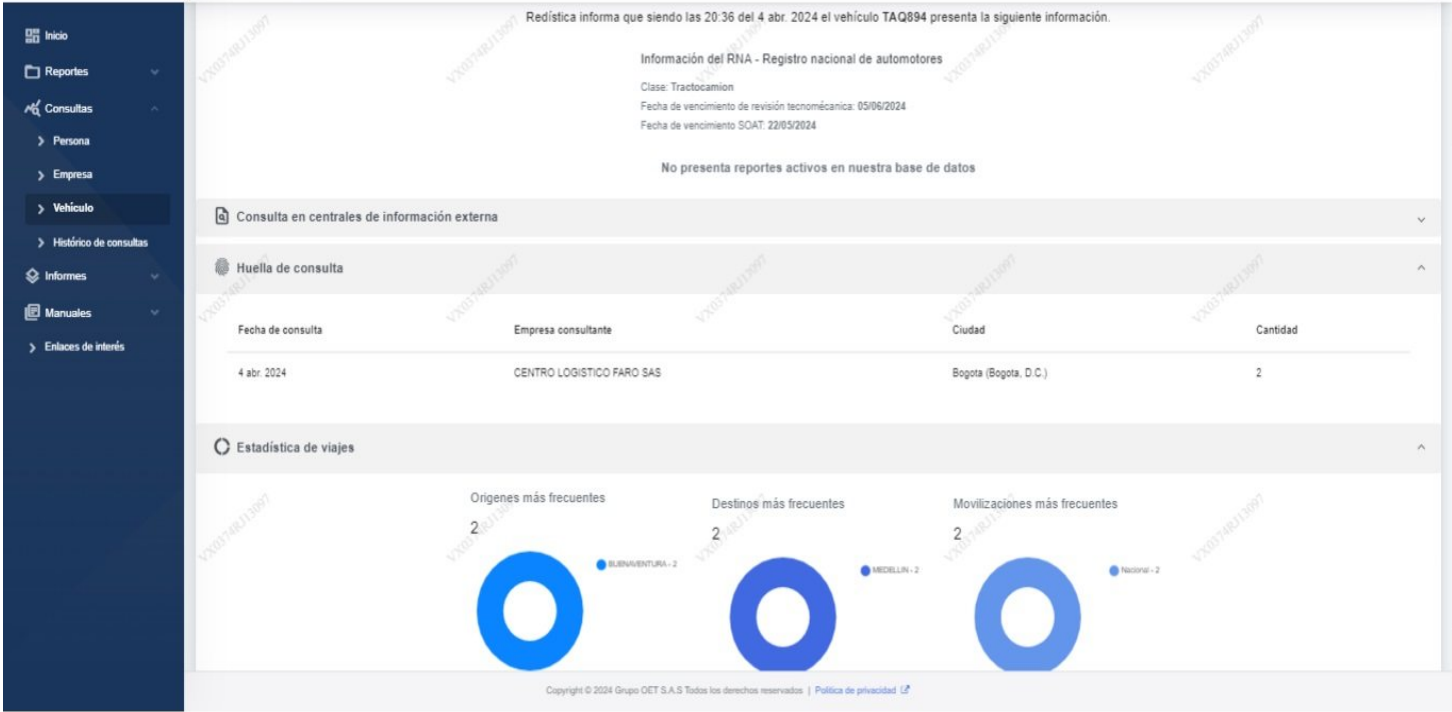 Redística informa que siendo las 20:36 del 4 abr. 2024 el vehículo TAQ894 presenta la siguiente información.
Inicio
Reportes
Consultas
Persona
Empresa
Vehículo
Histórico de consultas
Informes
Manuales
Enlaces de interés
Información del RNA - Registro nacional de automotores
Clase: Tractocamion
Fecha de vencimiento de revisión tecnomécanica: 05/06/2024
Fecha de vencimiento SOAT: 22/05/2024
No presenta reportes activos en nuestra base de datos
Consulta en centrales de información externa
Huella de consulta
Fecha de consulta Empresa consultante Ciudad Cantidad
4 abr. 2024 CENTRO LOGISTICO FARO SAS Bogota (Bogota, D.C.) 2
Estadística de viajes
Origenes más frecuentes
2
BUENAVENTURA - 2
Destinos más frecuentes
2
MEDELLIN - 2
Movilizaciones más frecuentes
2
Nacional - 2
Copyright © 2024 Grupo OET S.A.S Todos los derechos reservados | Política de privacidad
VX0374RJ13097